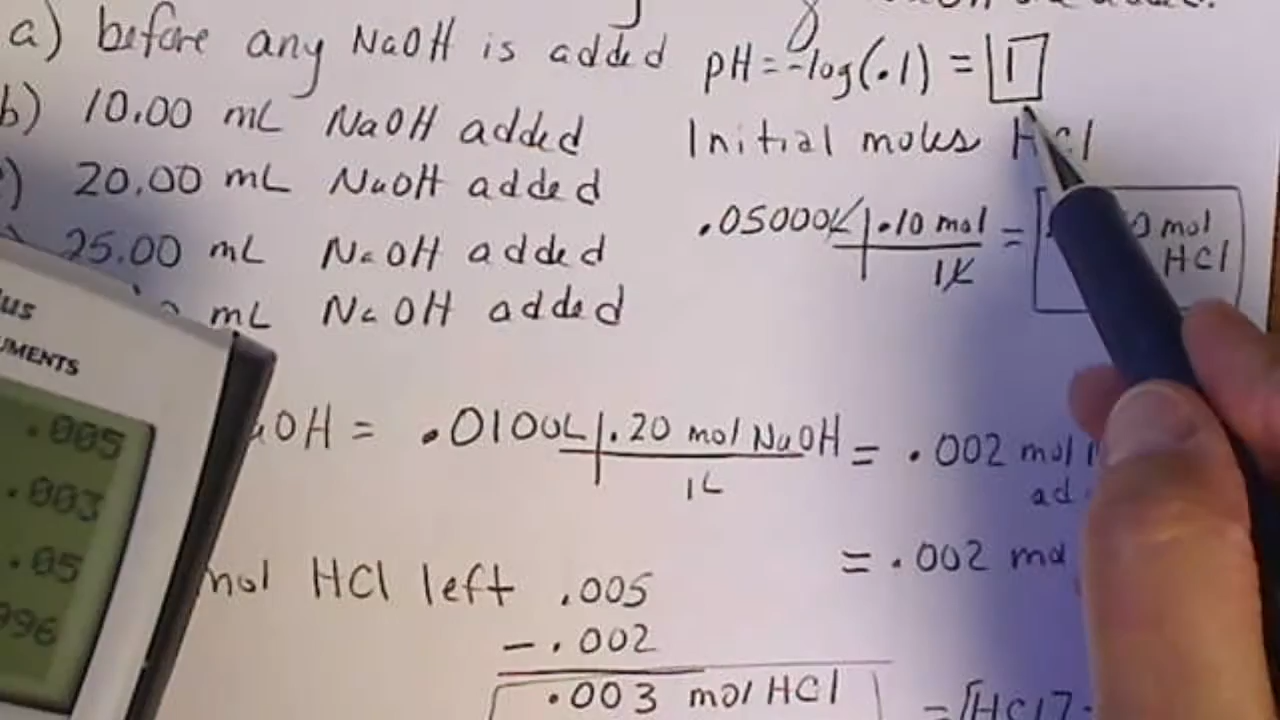 a) before any NaOH is added pH = -log(.1) = 1
b) 10.00 mL NaOH added
Initial moles HCl
20.00 mL NaOH added
.05000L .10 mol = mol
1L HCl
25.00 mL NaOH added
mL NaOH added
.005
.003
.05
OH = .0100L .20 mol NaOH = .002 mol
1L
HCl left .005
= .002
- .002
.003 mol HCl